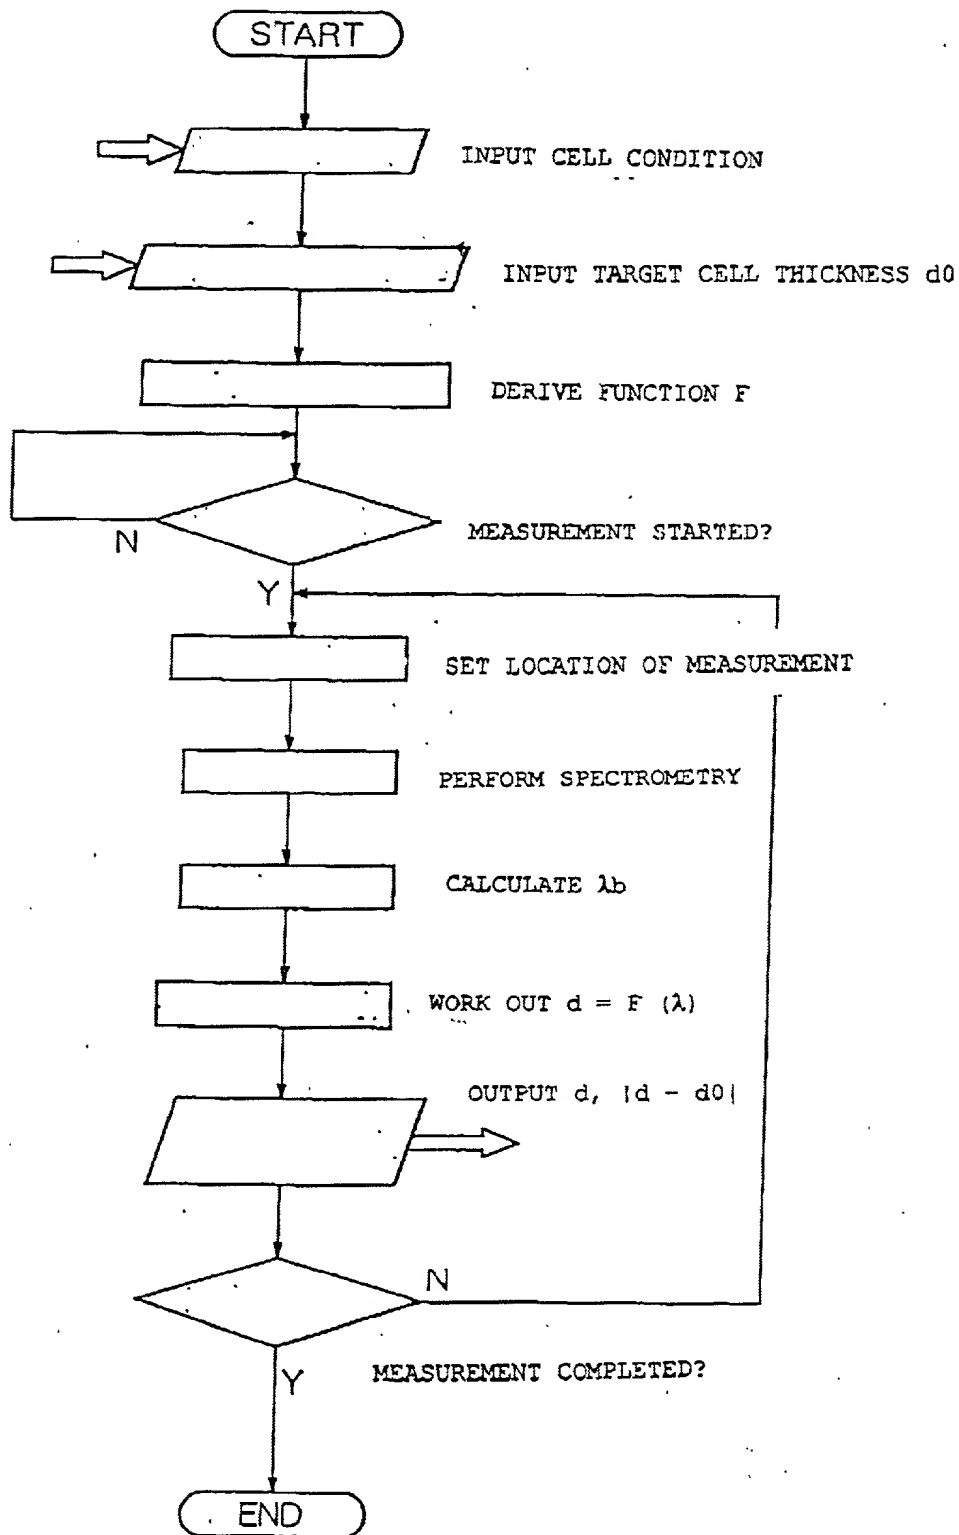 START
INPUT CELL CONDITION
INPUT TARGET CELL THICKNESS d0
DERIVE FUNCTION F
N
MEASUREMENT STARTED?
Y
SET LOCATION OF MEASUREMENT
PERFORM SPECTROMETRY
CALCULATE λb
WORK OUT d = F (λ)
OUTPUT d, |d - d0|
N
Y
MEASUREMENT COMPLETED?
END